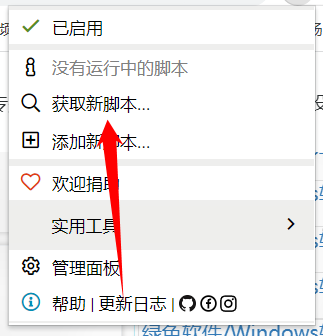 已启用
没有运行中的脚本
获取新脚本...
添加新脚本...
欢迎捐助
实用工具
管理面板
帮助 | 更新日志 |
绿色软件/Windows